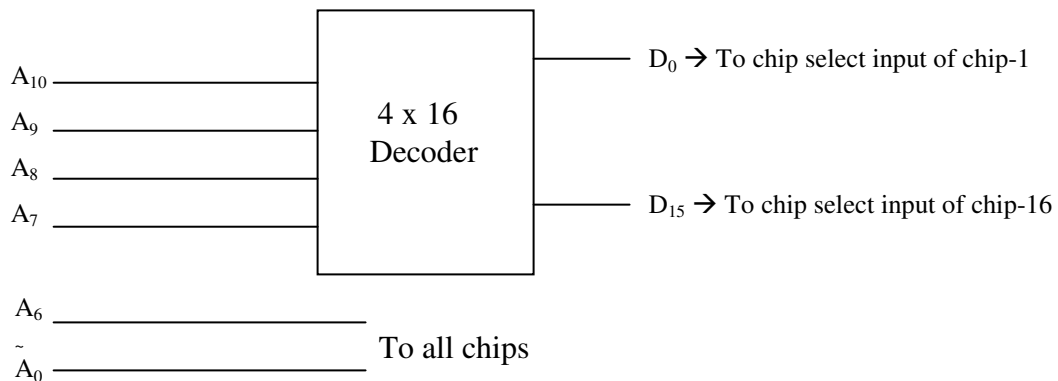 A₁₀
A₉
A₈
A₇
4 x 16
Decoder
D₀ → To chip select input of chip-1
D₁₅ → To chip select input of chip-16
A₆
~
A₀
To all chips